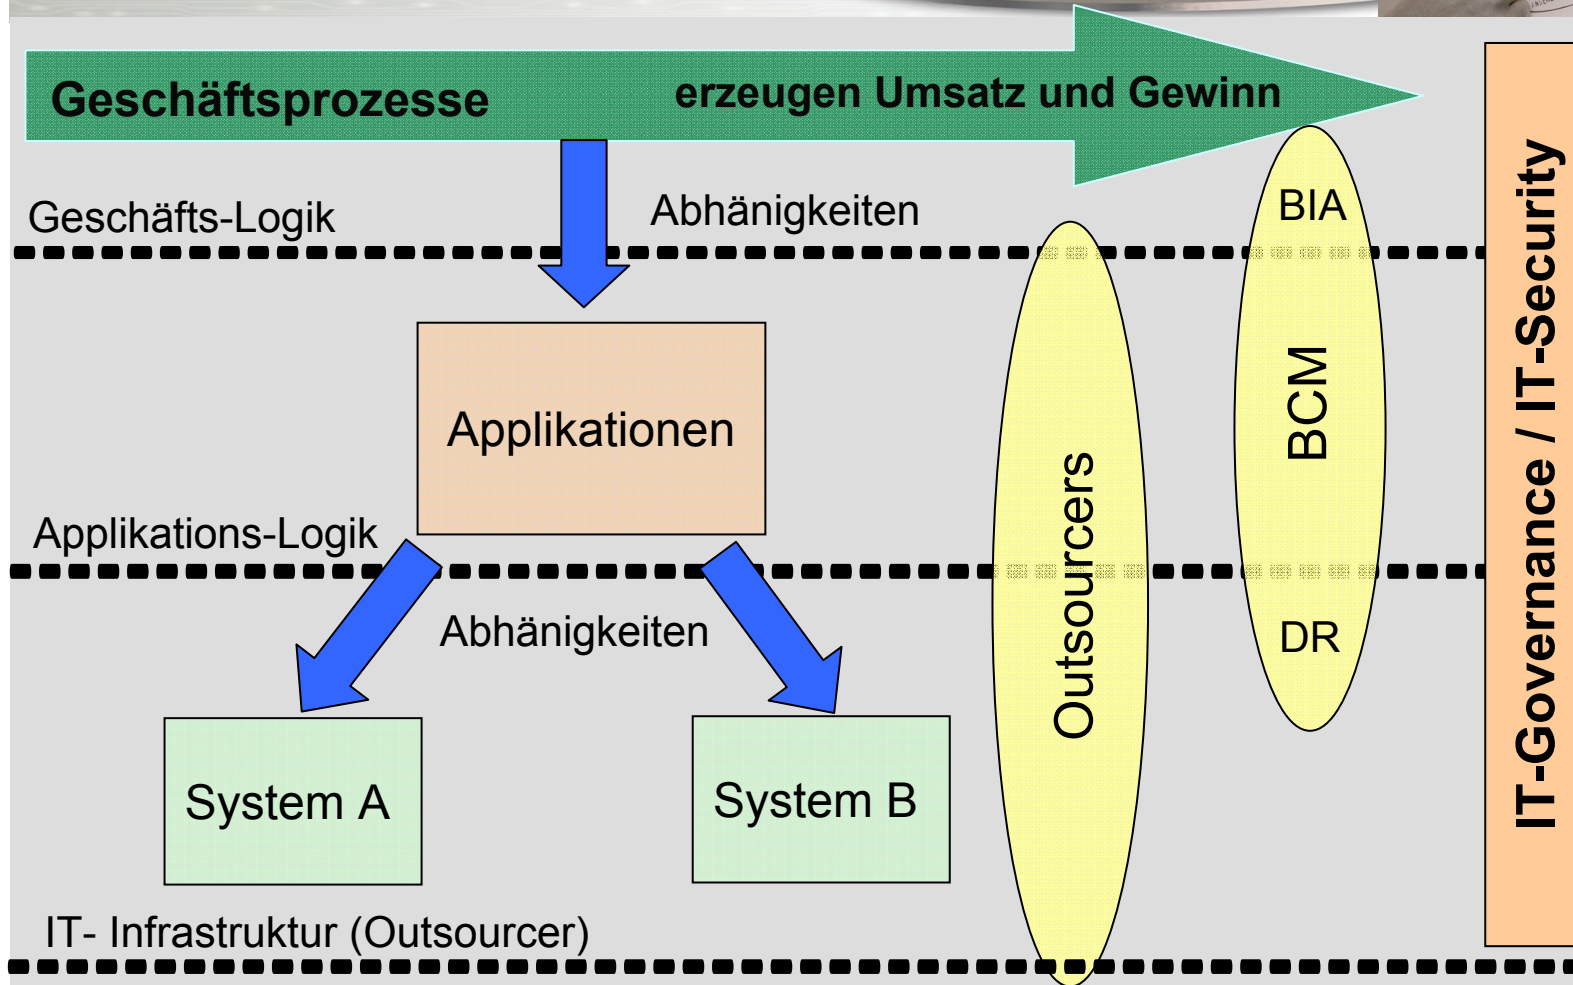 Geschäftsprozesse
erzeugen Umsatz und Gewinn
Geschäfts-Logik
Abhänigkeiten
BIA
Applikationen
BCM
IT-Governance / IT-Security
Applikations-Logik
Outsourcers
Abhänigkeiten
DR
System A
System B
IT- Infrastruktur (Outsourcer)